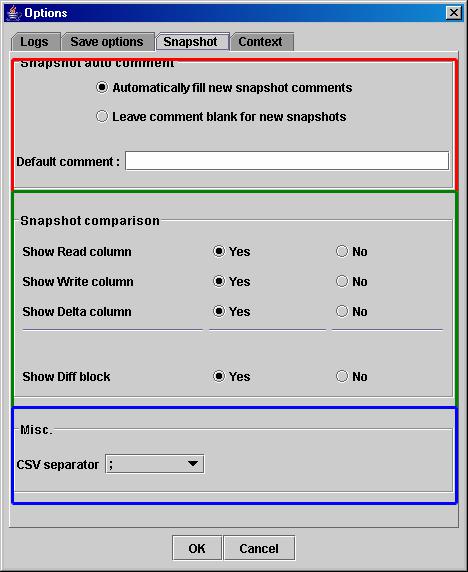 Options
Logs Save options Snapshot Context
Snapshot auto comment
Automatically fill new snapshot comments
Leave comment blank for new snapshots
Default comment :
Snapshot comparison
Show Read column Yes No
Show Write column Yes No
Show Delta column Yes No
Show Diff block Yes No
Misc.
CSV separator ;
OK Cancel